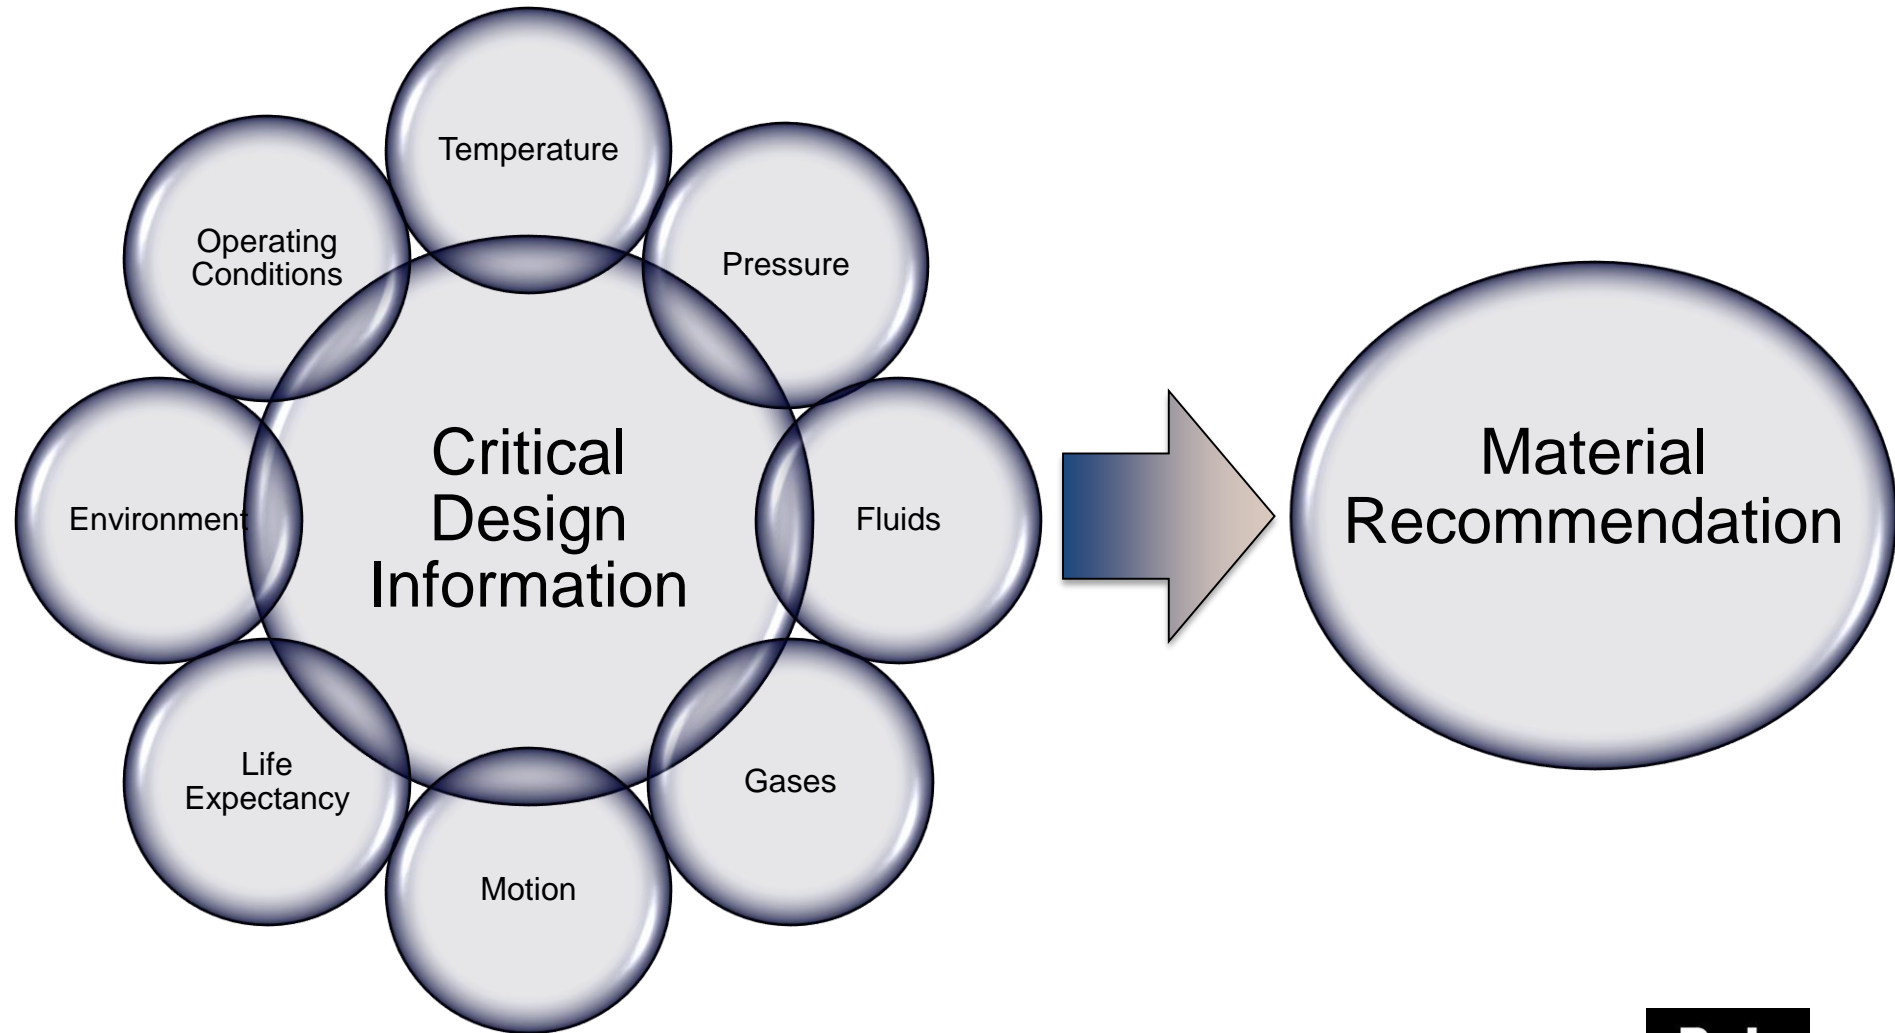 Temperature
Operating
Conditions
Pressure
Critical
Design
Information
Environment
Fluids
Material
Recommendation
Life
Expectancy
Gases
Motion